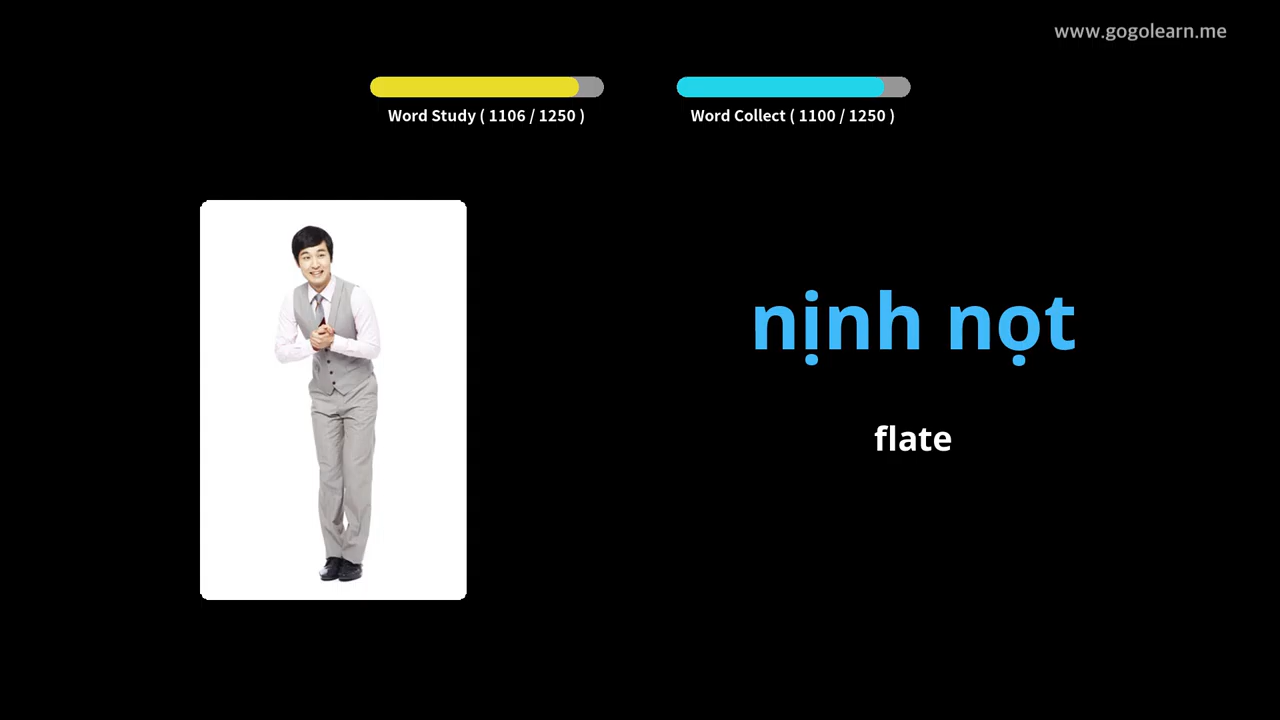 www.gogolearn.me
Word Study ( 1106 / 1250 )
Word Collect ( 1100 / 1250 )
nịnh nọt
flate